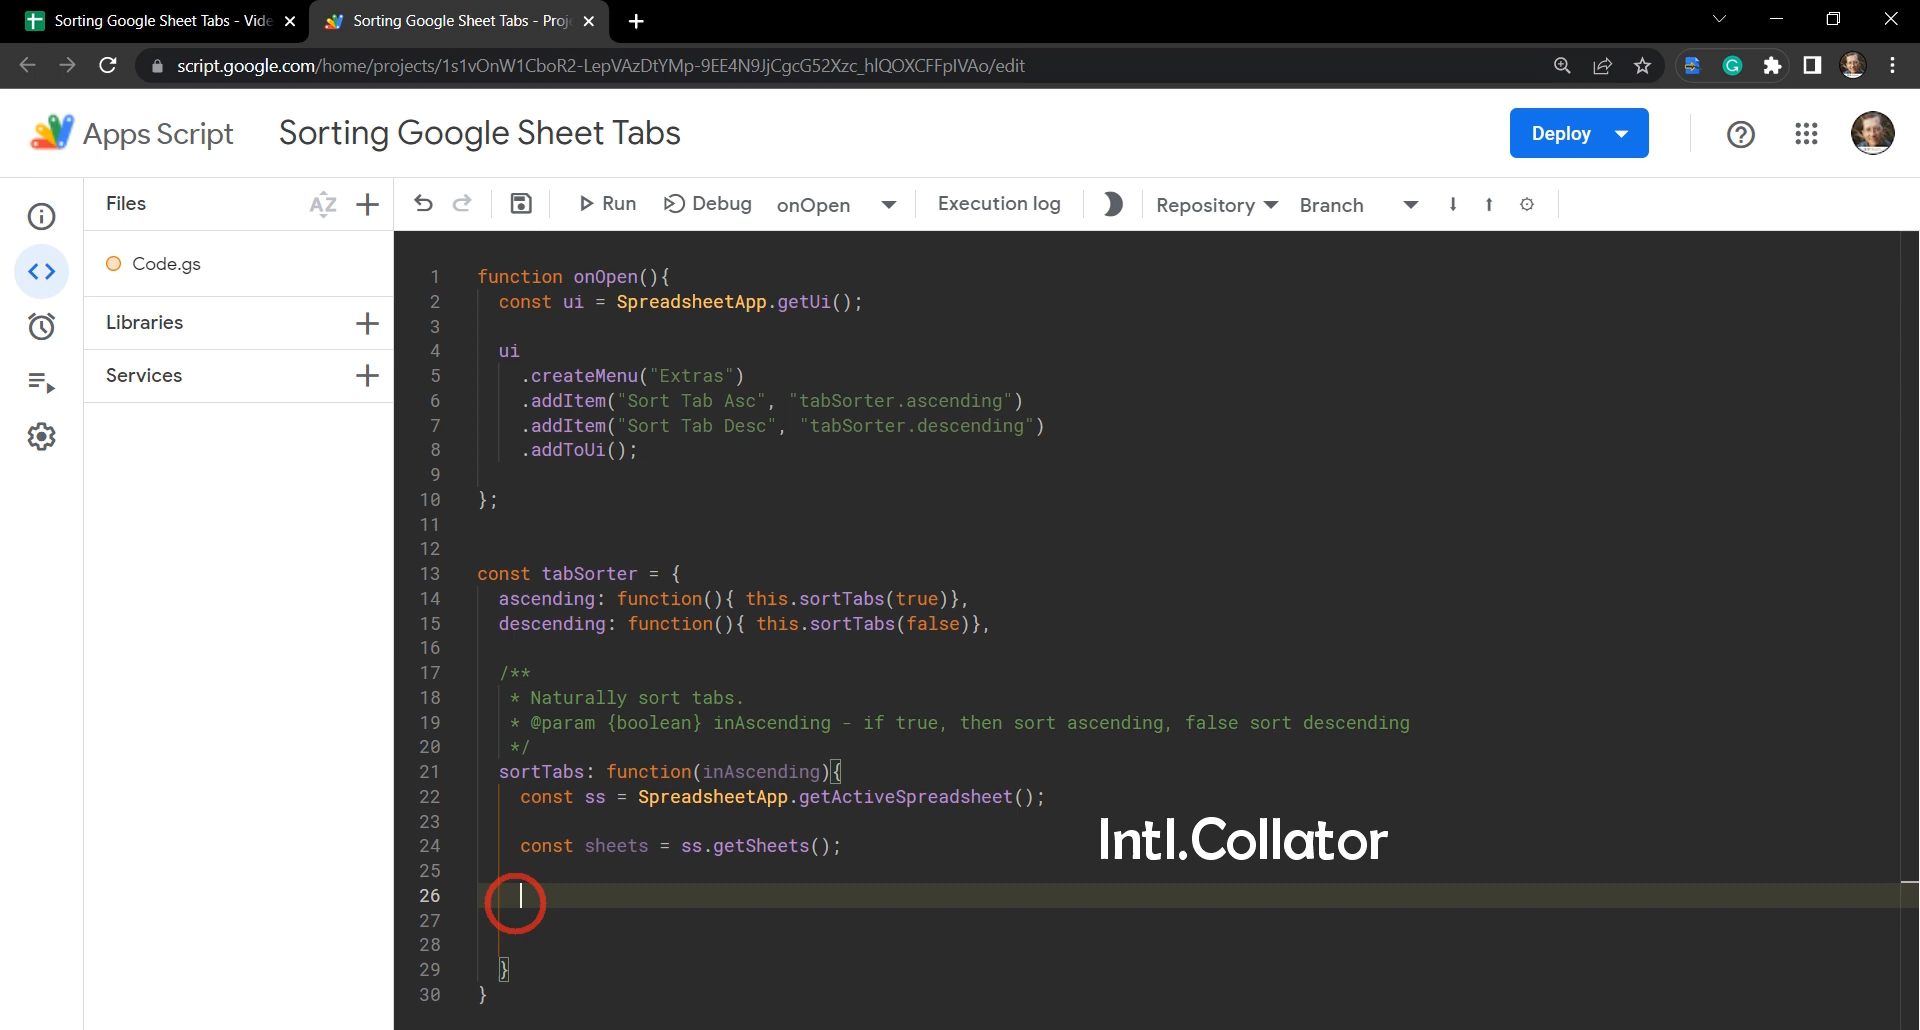 Sorting Google Sheet Tabs - Vide
Sorting Google Sheet Tabs - Proje
script.google.com/home/projects/1s1vOnW1CboR2-LepVAzDtYMp-9EE4N9JjCgcG52Xzc_hlQOXCFFpIVAo/edit
Apps Script Sorting Google Sheet Tabs
Deploy
Files
AZ
Run Debug onOpen Execution log Repository Branch
Code.gs
Libraries
Services
1 function onOpen(){
2 const ui = SpreadsheetApp.getUi();
3
4 ui
5 .createMenu("Extras")
6 .addItem("Sort Tab Asc", "tabSorter.ascending")
7 .addItem("Sort Tab Desc", "tabSorter.descending")
8 .addToUi();
9
10 };
11
12
13 const tabSorter = {
14 ascending: function(){ this.sortTabs(true)},
15 descending: function(){ this.sortTabs(false)},
16
17 /**
18 * Naturally sort tabs.
19 * @param {boolean} inAscending - if true, then sort ascending, false sort descending
20 */
21 sortTabs: function(inAscending){
22 const ss = SpreadsheetApp.getActiveSpreadsheet();
23
24 const sheets = ss.getSheets();
25
26
27
28
29 }
30 }
Intl.Collator